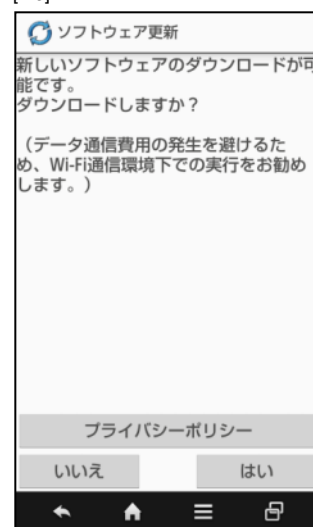 ソフトウェア更新
新しいソフトウェアのダウンロードが可
能です。
ダウンロードしますか？
（データ通信費用の発生を避けるた
め、Wi-Fi通信環境下での実行をお勧め
します。）
プライバシーポリシー
いいえ
はい